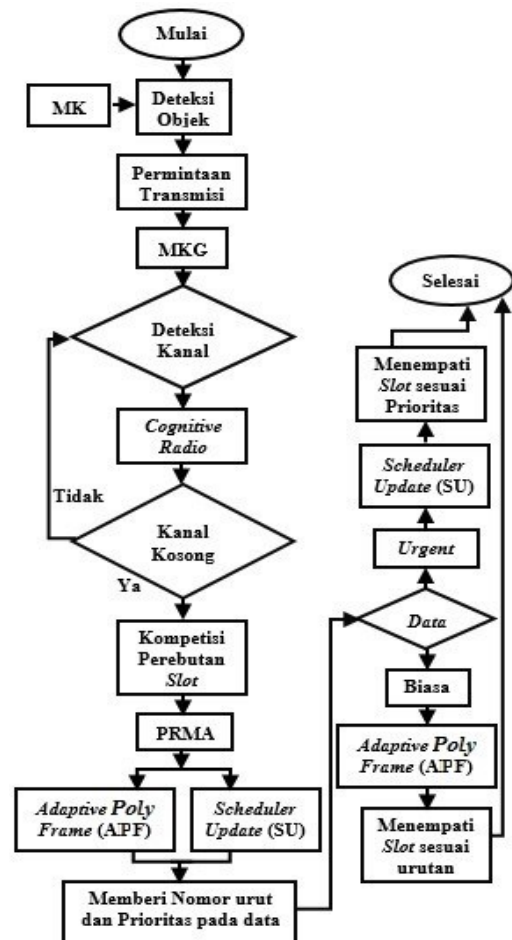 Mulai
MK
Deteksi
Objek
Permintaan
Transmisi
MKG
Deteksi
Kanal
Cognitive
Radio
Tidak
Kanal
Kosong
Ya
Kompetisi
Perebutan
Slot
PRMA
Adaptive Poly
Frame (APF)
Scheduler
Update (SU)
Memberi Nomor urut
dan Prioritas pada data
Selesai
Menempati
Slot sesuai
Prioritas
Scheduler
Update (SU)
Urgent
Data
Biasa
Adaptive Poly
Frame (APF)
Menempati
Slot sesuai
urutan